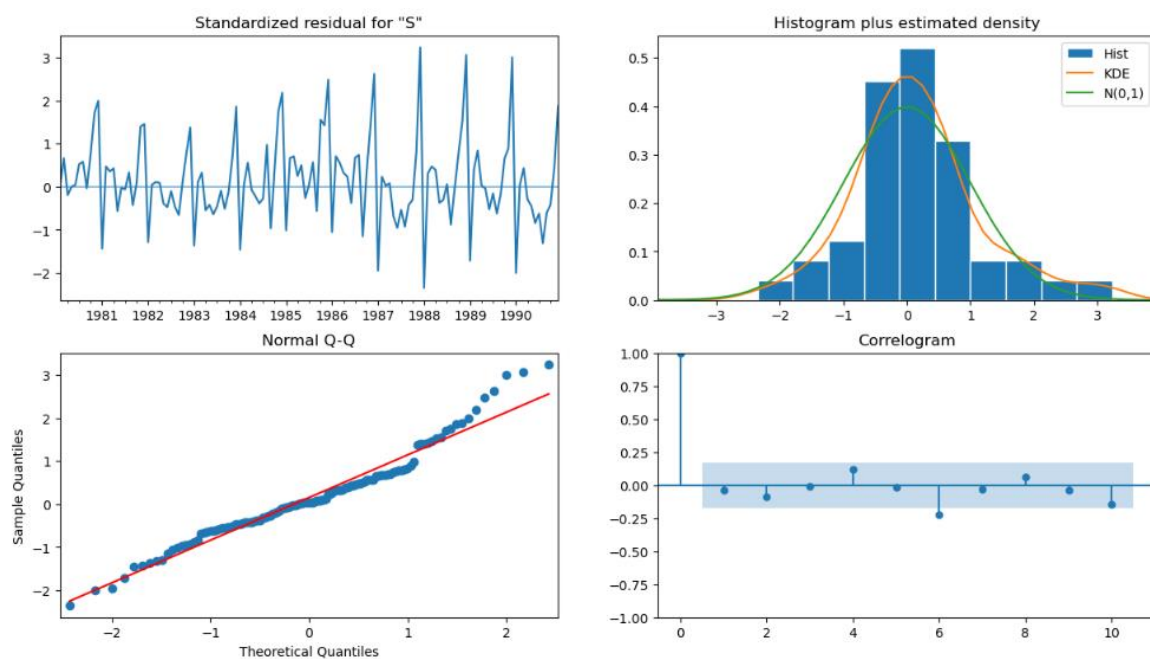 Standardized residual for "S"
3
2
1
0
−1
−2
1981 1982 1983 1984 1985 1986 1987 1988 1989 1990
Histogram plus estimated density
Hist
KDE
N(0,1)
0.5
0.4
0.3
0.2
0.1
0.0
−3 −2 −1 0 1 2 3
Normal Q-Q
Sample Quantiles
3
2
1
0
−1
−2
−2 −1 0 1 2
Theoretical Quantiles
Correlogram
1.00
0.75
0.50
0.25
0.00
−0.25
−0.50
−0.75
−1.00
0 2 4 6 8 10